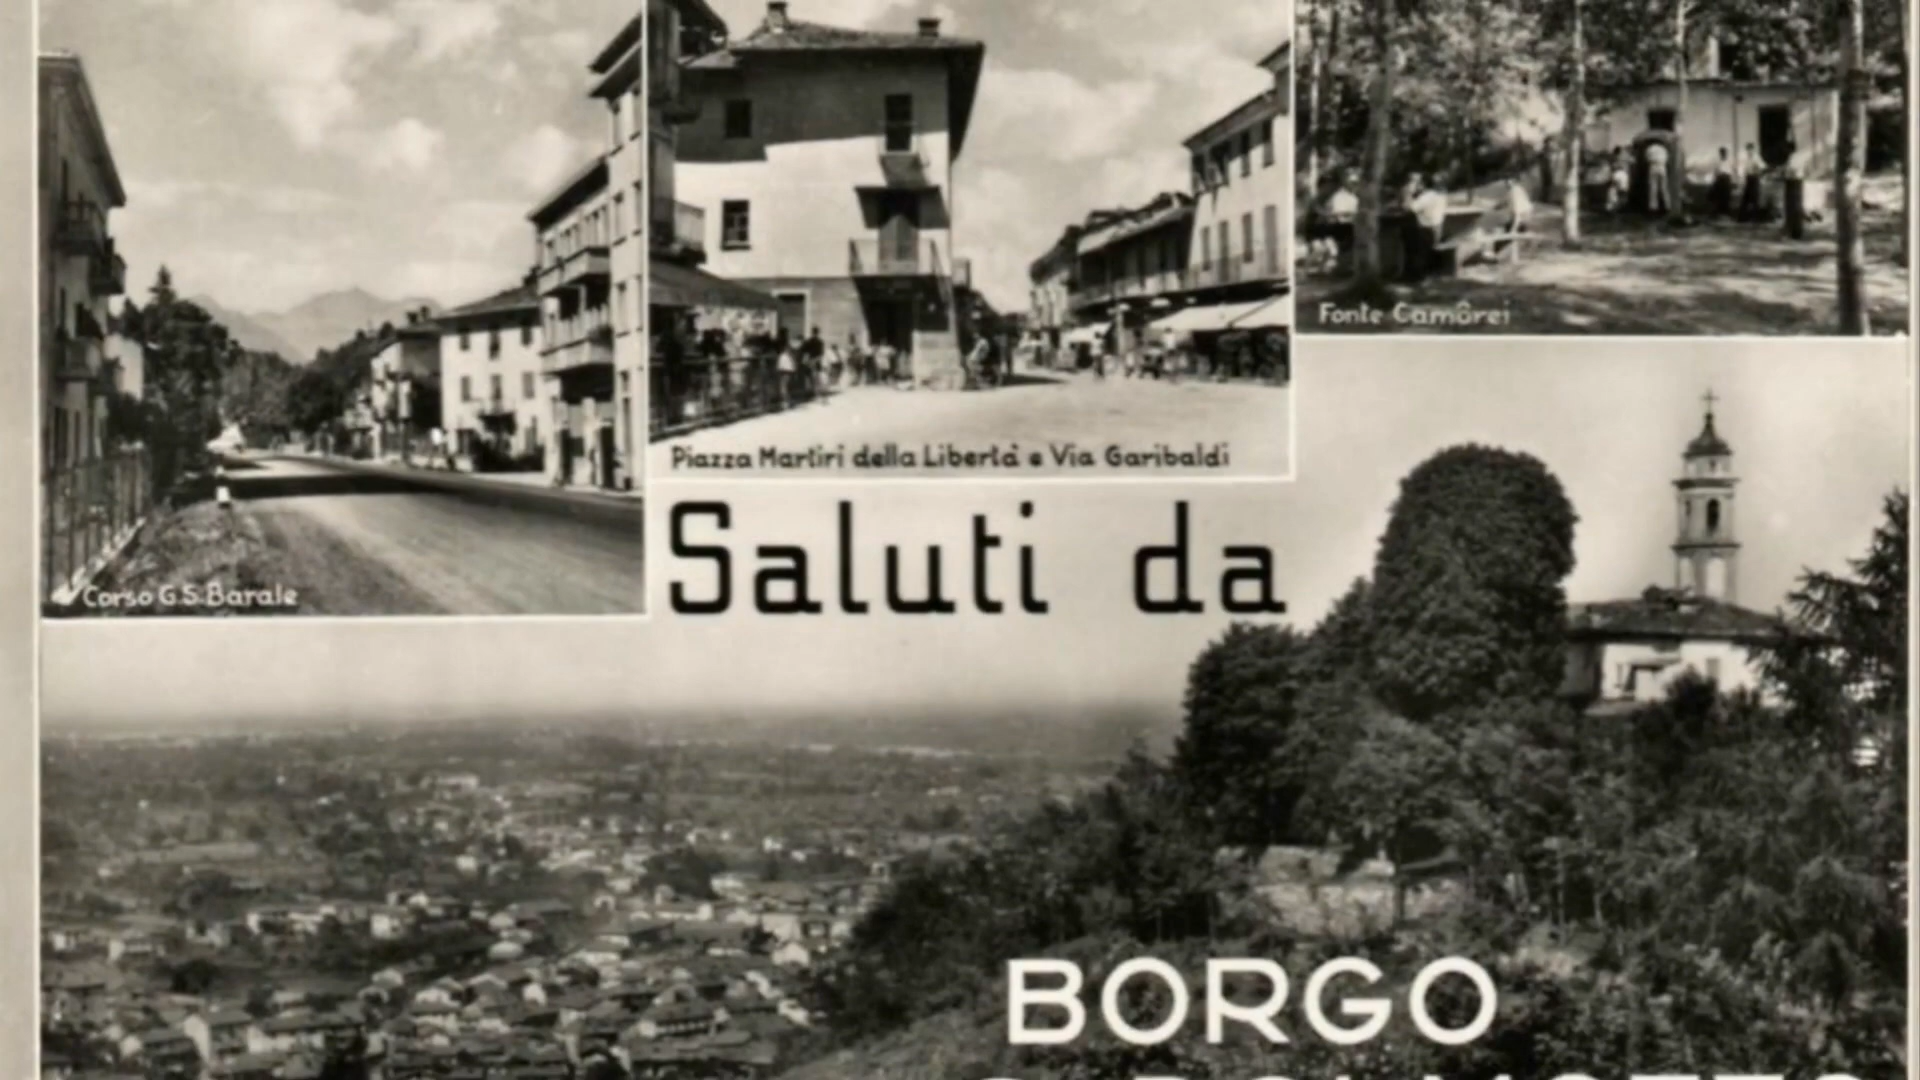 Fonte Camôrei
Piazza Martiri della Libertà e Via Garibaldi
Corso G.S. Barale
Saluti da
BORGO